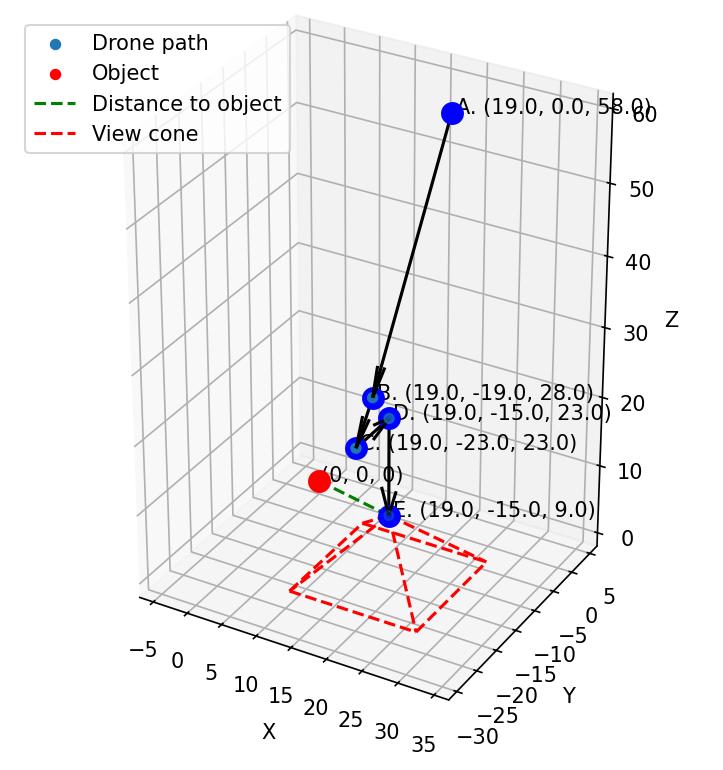 Drone path
Object
Distance to object
View cone
A. (19.0, 0.0, 58.0)
B. (19.0, -19.0, 28.0)
D. (19.0, -15.0, 23.0)
C. (19.0, -23.0, 23.0)
(0, 0, 0)
E. (19.0, -15.0, 9.0)
60
50
40
30
20
10
0
Z
5
0
−5
−10
−15
−20
−25
−30
Y
−5
0
5
10
15
20
25
30
35
X